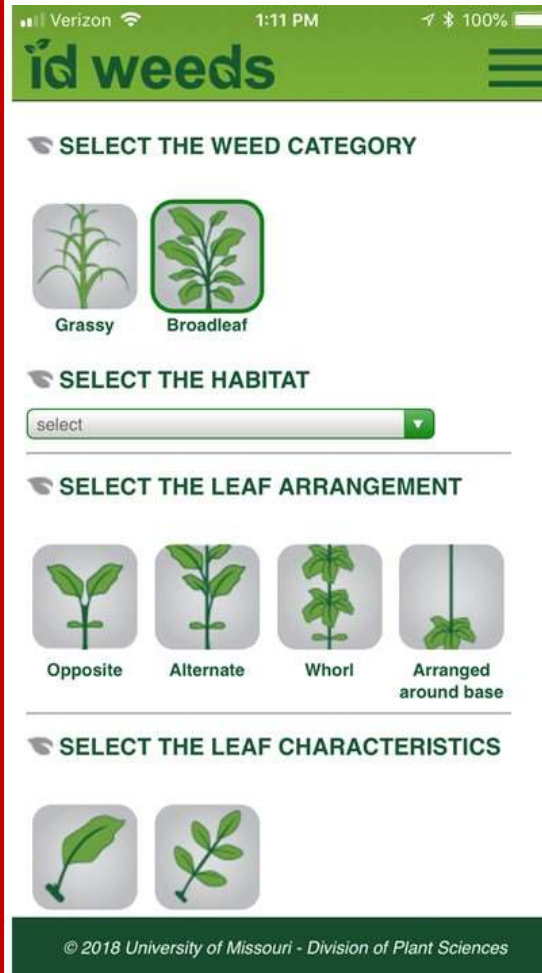 Verizon 1:11 PM 100%
id weeds
SELECT THE WEED CATEGORY
Grassy Broadleaf
SELECT THE HABITAT
select
SELECT THE LEAF ARRANGEMENT
Opposite Alternate Whorl Arranged around base
SELECT THE LEAF CHARACTERISTICS
© 2018 University of Missouri - Division of Plant Sciences